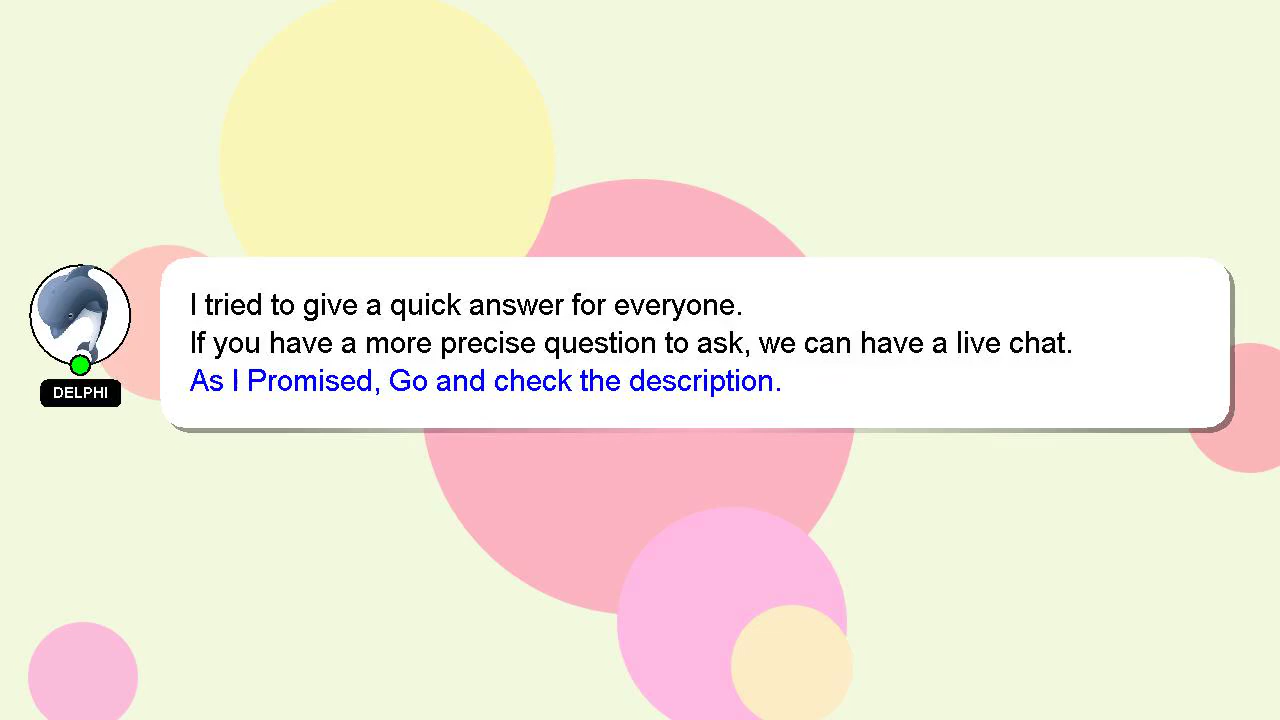 I tried to give a quick answer for everyone.
If you have a more precise question to ask, we can have a live chat.
As I Promised, Go and check the description.
DELPHI